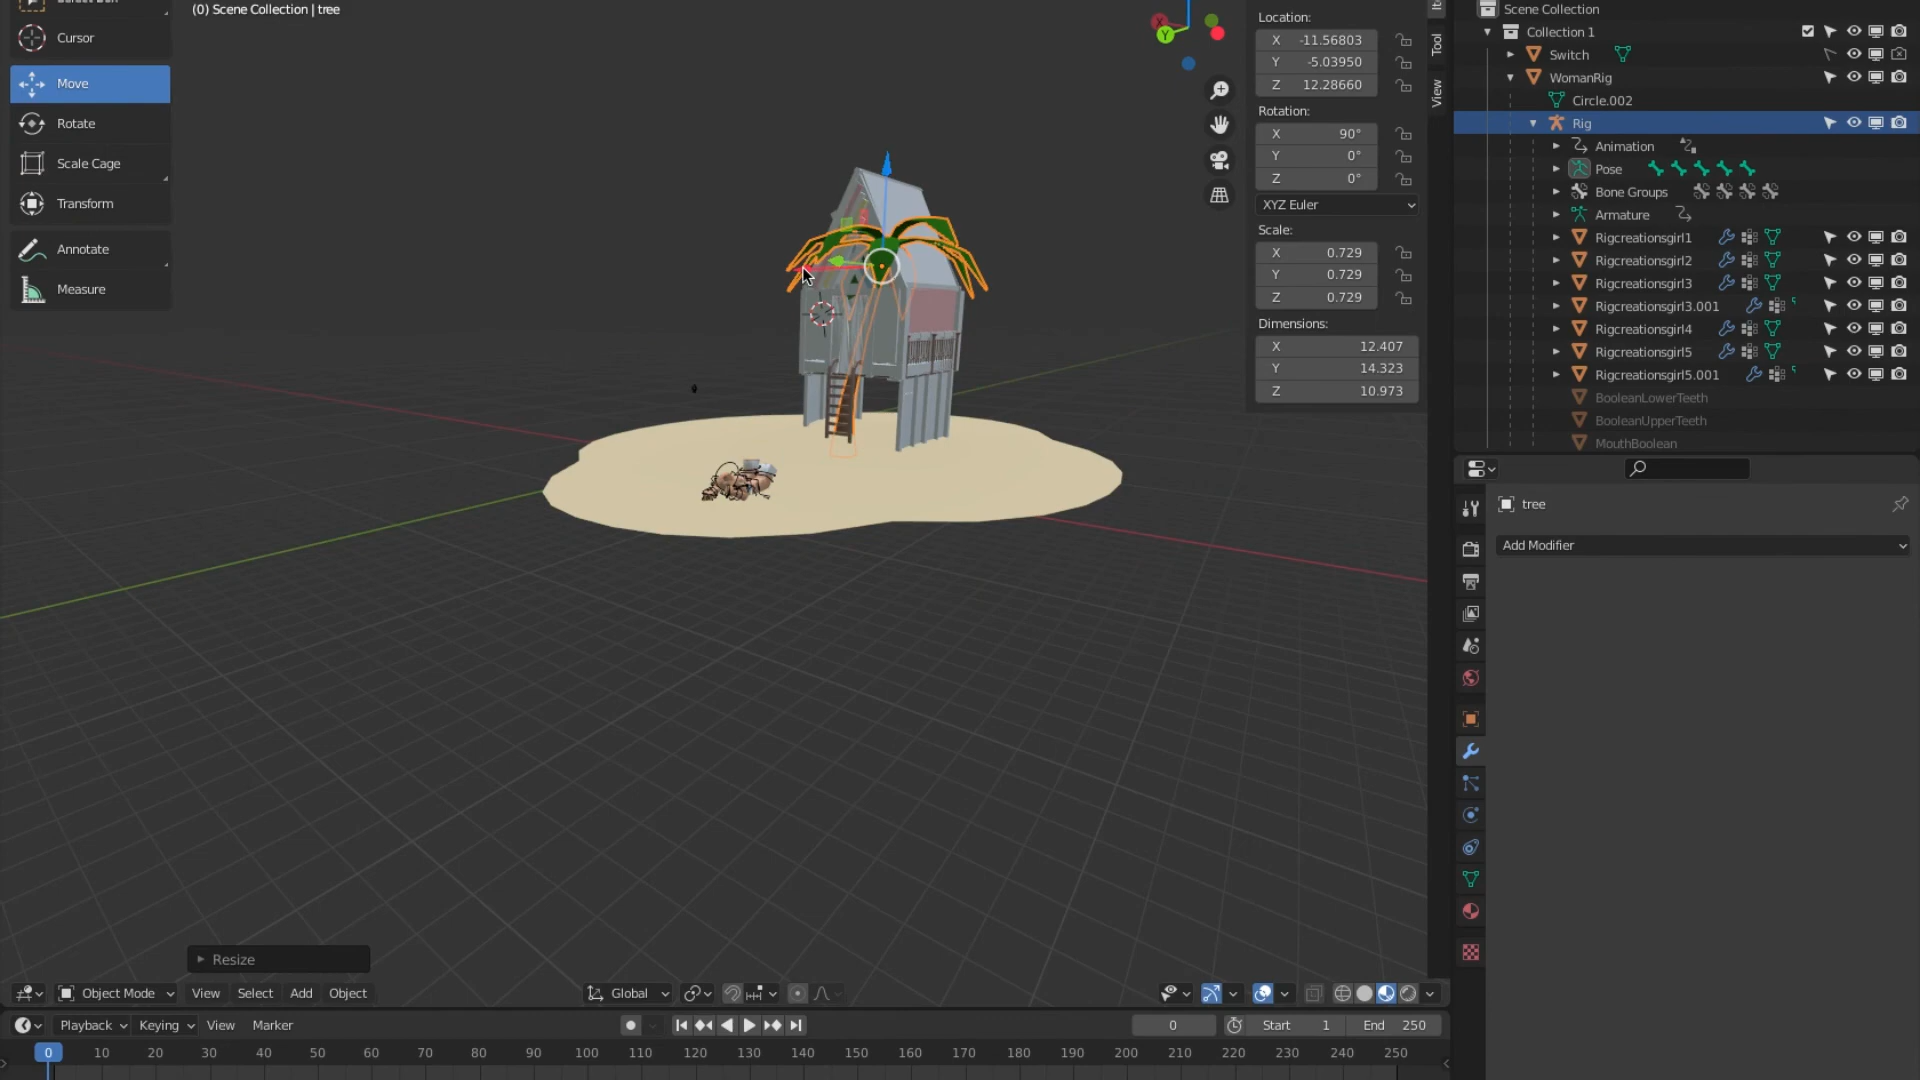 (0) Scene Collection | tree
Cursor
Move
Rotate
Scale Cage
Transform
Annotate
Measure
Y
Location:
X -11.56803
Y -5.03950
Z 12.28660
Rotation:
X 90°
Y 0°
Z 0°
XYZ Euler
Scale:
X 0.729
Y 0.729
Z 0.729
Dimensions:
X 12.407
Y 14.323
Z 10.973
Tool
View
Scene Collection
Collection 1
Switch
WomanRig
Circle.002
Rig
Animation
Pose
Bone Groups
Armature
Rigcreationsgirl1
Rigcreationsgirl2
Rigcreationsgirl3
Rigcreationsgirl3.001
Rigcreationsgirl4
Rigcreationsgirl5
Rigcreationsgirl5.001
BooleanLowerTeeth
BooleanUpperTeeth
MouthBoolean
tree
Add Modifier
Resize
Object Mode View Select Add Object Global
Playback Keying View Marker 0 Start 1 End 250
0 10 20 30 40 50 60 70 80 90 100 110 120 130 140 150 160 170 180 190 200 210 220 230 240 250